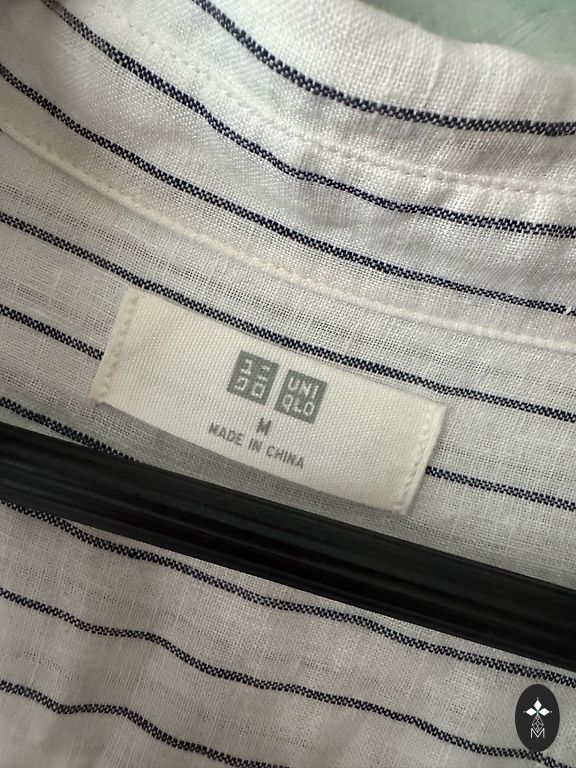 ユニ UNI
クロ QLO
M
MADE IN CHINA
M